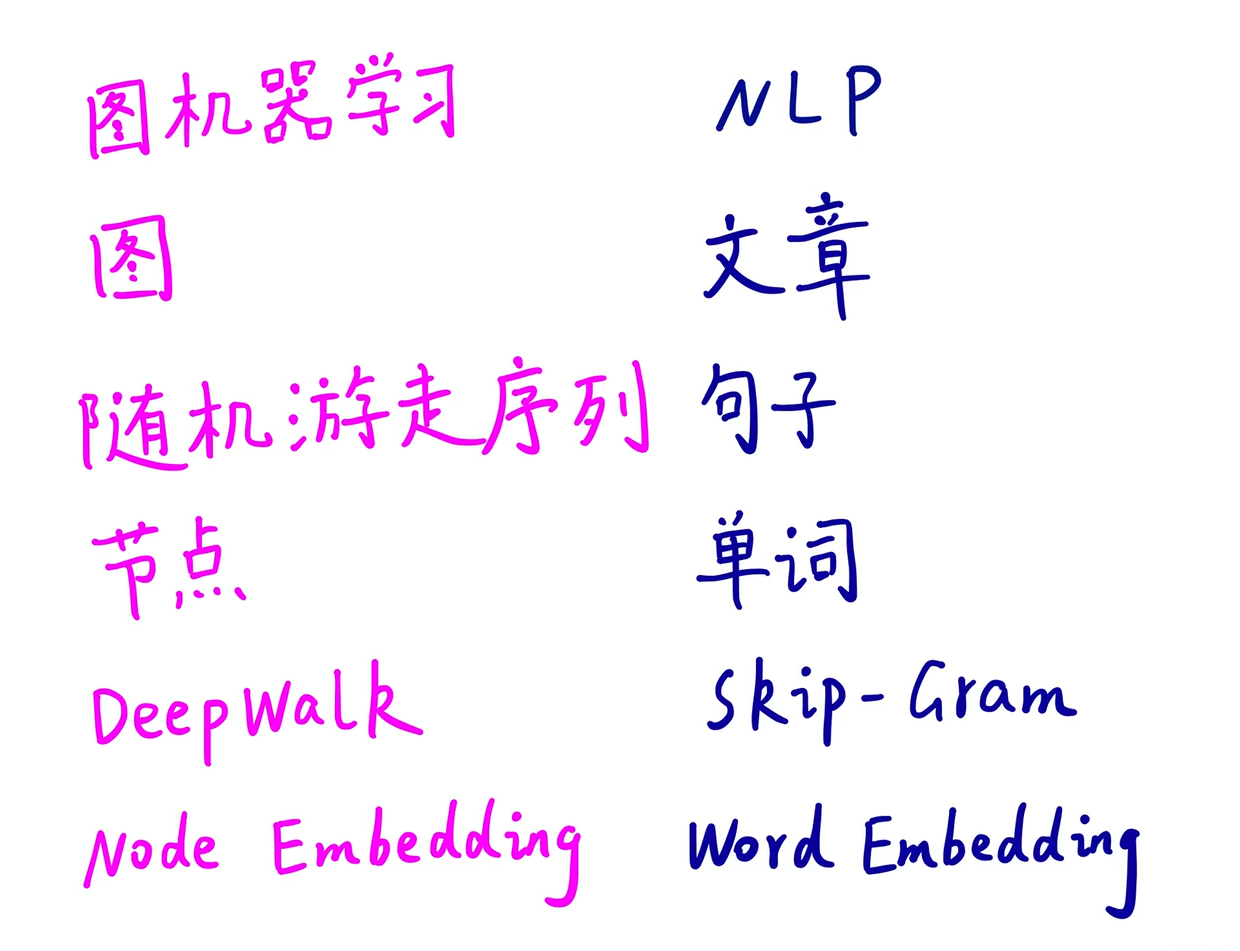 图机器学习 NLP
图 文章
随机游走序列 句子
节点 单词
DeepWalk Skip-Gram
Node Embedding Word Embedding